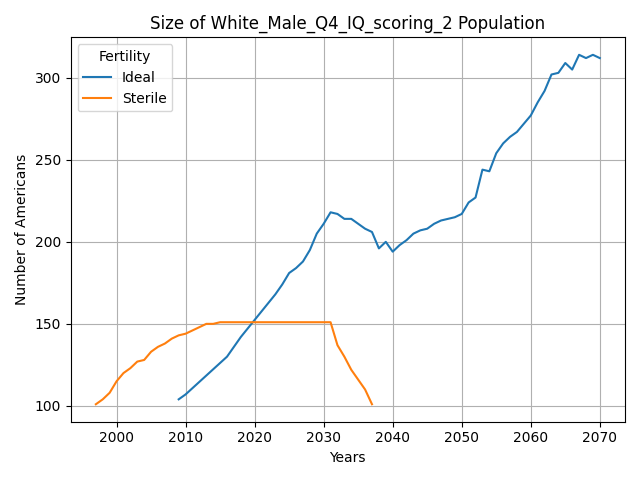 Size of White_Male_Q4_IQ_scoring_2 Population
Fertility
Ideal
Sterile
Number of Americans
300
250
200
150
100
2000 2010 2020 2030 2040 2050 2060 2070
Years